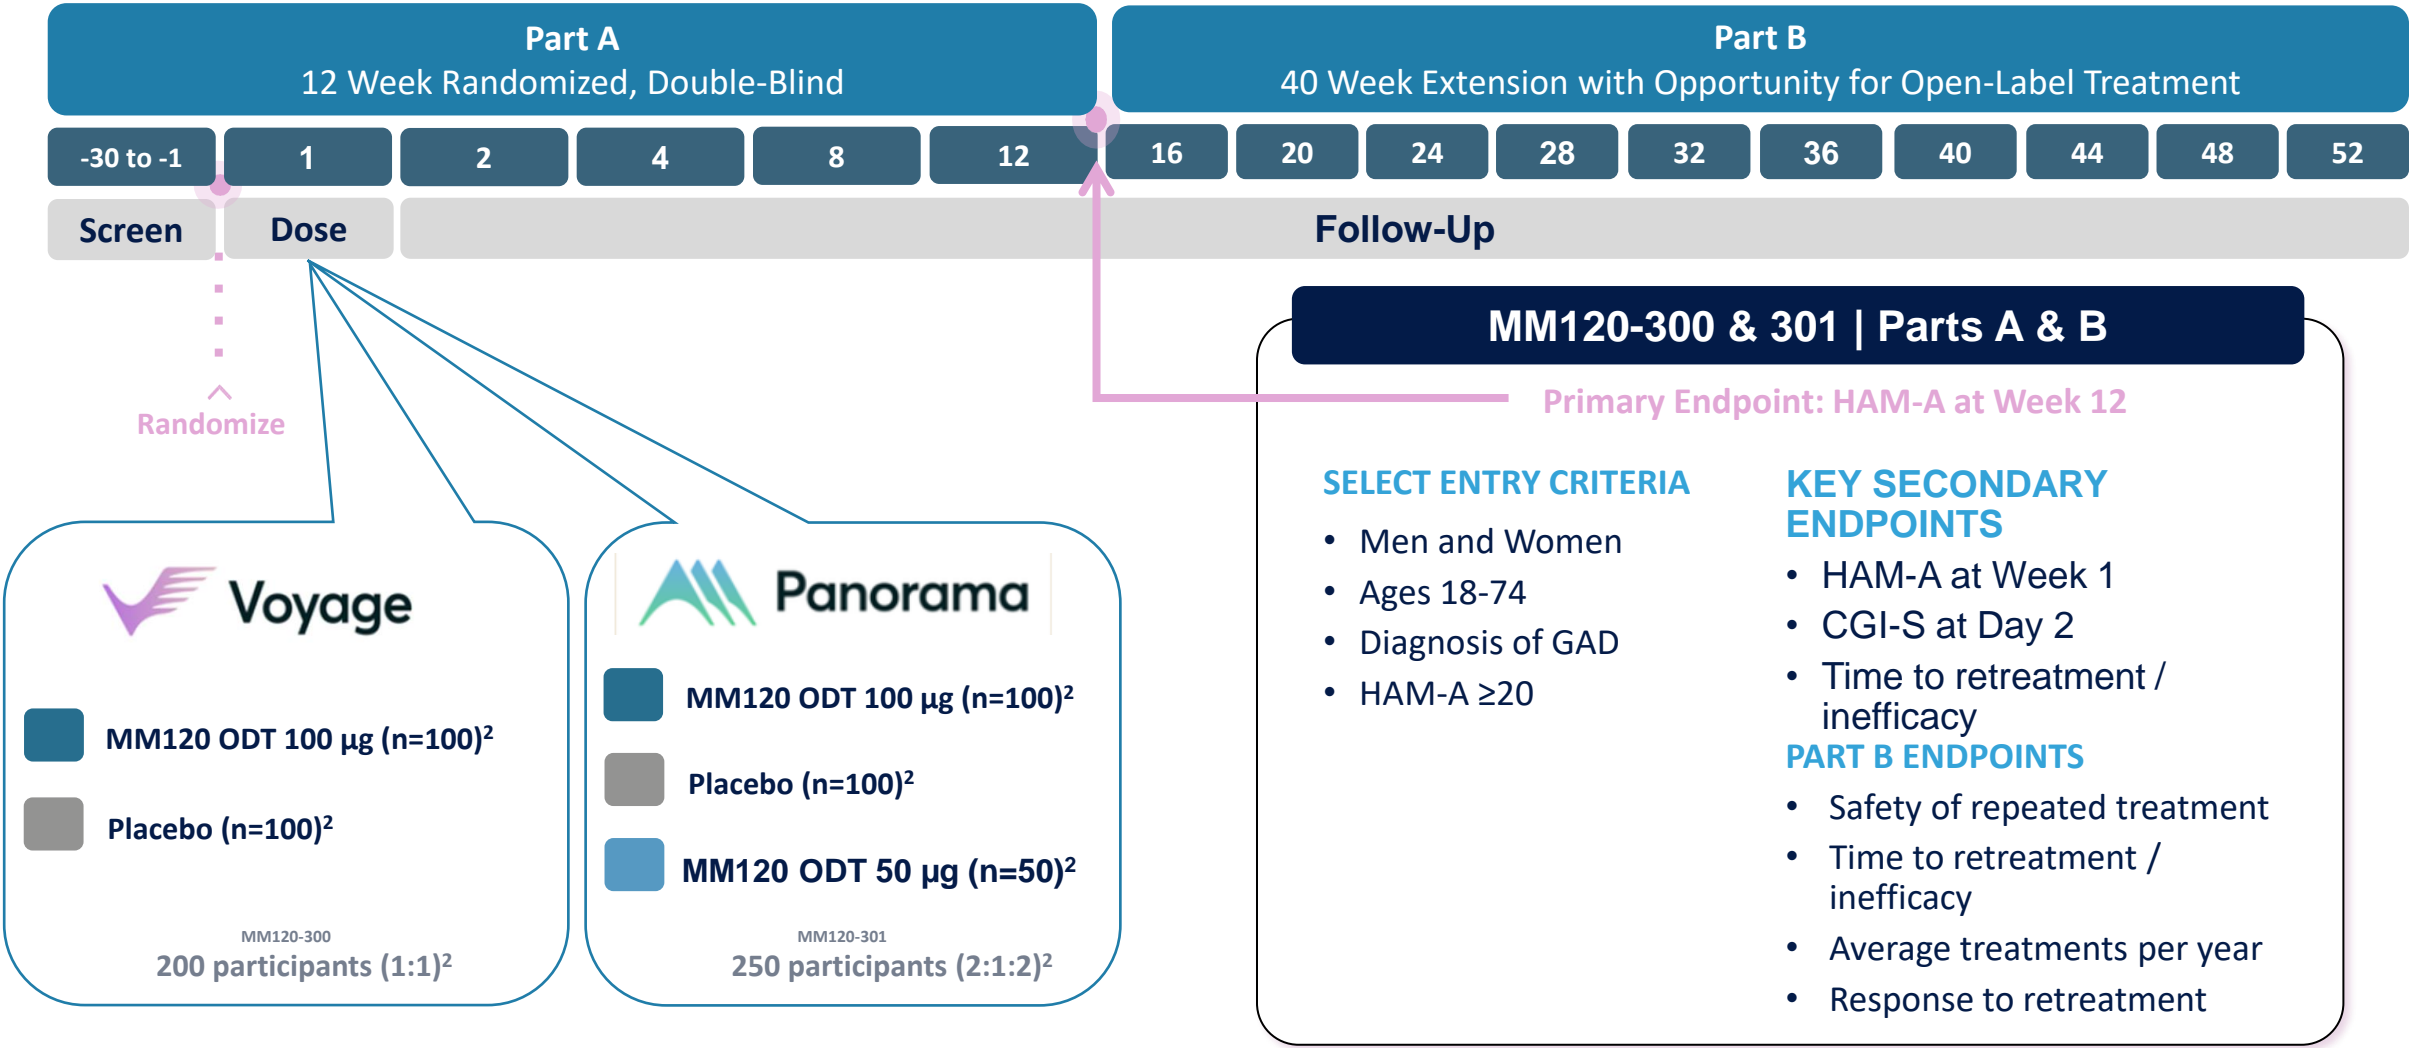 Part A
12 Week Randomized, Double-Blind
Part B
40 Week Extension with Opportunity for Open-Label Treatment
-30 to -1
1
2
4
8
12
16
20
24
28
32
36
40
44
48
52
Screen
Dose
Follow-Up
Randomize
Voyage
MM120 ODT 100 µg (n=100)²
Placebo (n=100)²
MM120-300
200 participants (1:1)²
Panorama
MM120 ODT 100 µg (n=100)²
Placebo (n=100)²
MM120 ODT 50 µg (n=50)²
MM120-301
250 participants (2:1:2)²
MM120-300 & 301 | Parts A & B
Primary Endpoint: HAM-A at Week 12
SELECT ENTRY CRITERIA
• Men and Women
• Ages 18-74
• Diagnosis of GAD
• HAM-A ≥20
KEY SECONDARY
ENDPOINTS
• HAM-A at Week 1
• CGI-S at Day 2
• Time to retreatment /
inefficacy
PART B ENDPOINTS
• Safety of repeated treatment
• Time to retreatment /
inefficacy
• Average treatments per year
• Response to retreatment